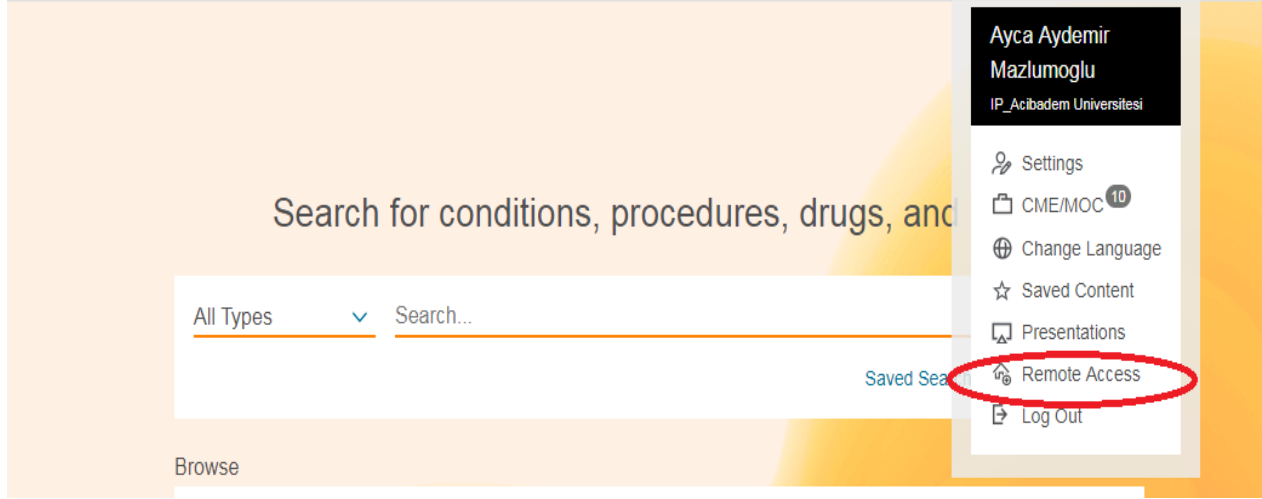 Ayca Aydemir
Mazlumoglu
IP_Acibadem Universitesi
Settings
CME/MOC 10
Change Language
Saved Content
Presentations
Remote Access
Log Out
Search for conditions, procedures, drugs, and
All Types
Search...
Saved Sear
Browse